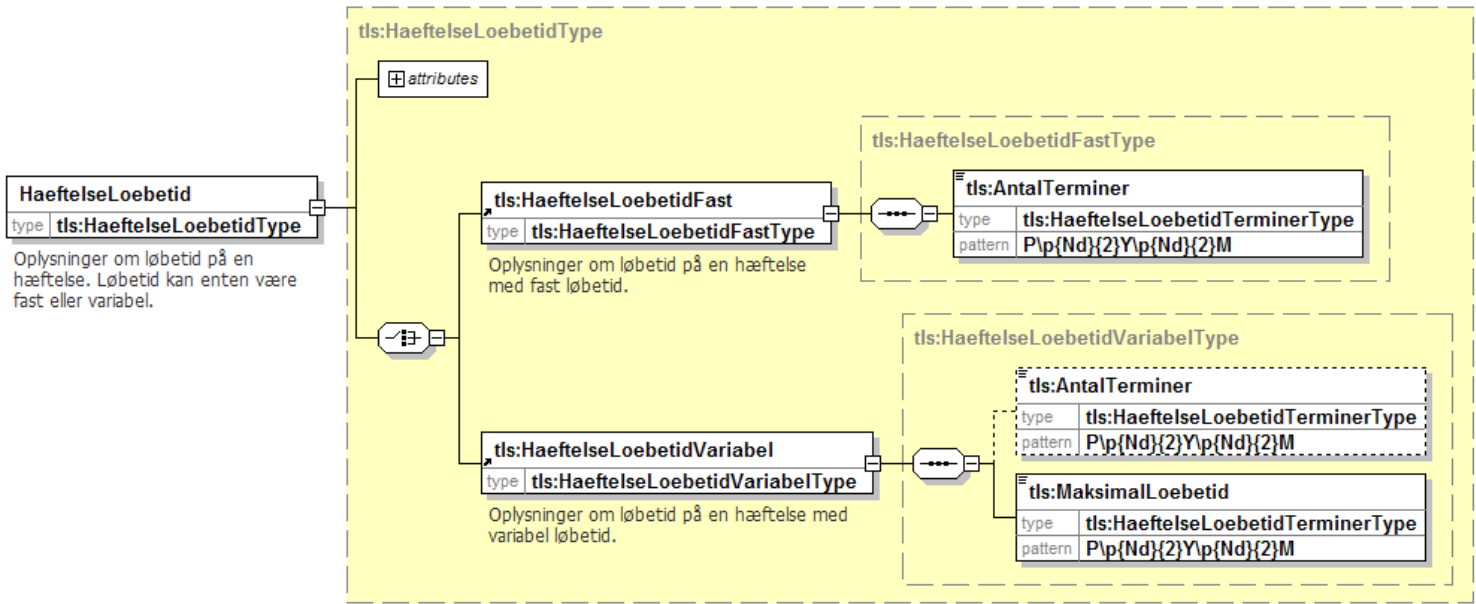 tls:HaeftelseLoebetidType
attributes
HaeftelseLoebetid
type tls:HaeftelseLoebetidType
Oplysninger om løbetid på en
hæftelse. Løbetid kan enten være
fast eller variabel.
tls:HaeftelseLoebetidFast
type tls:HaeftelseLoebetidFastType
Oplysninger om løbetid på en hæftelse
med fast løbetid.
tls:HaeftelseLoebetidFastType
tls:AntalTerminer
type tls:HaeftelseLoebetidTerminerType
pattern P\p{Nd}{2}Y\p{Nd}{2}M
tls:HaeftelseLoebetidVariabel
type tls:HaeftelseLoebetidVariabelType
Oplysninger om løbetid på en hæftelse med
variabel løbetid.
tls:HaeftelseLoebetidVariabelType
tls:AntalTerminer
type tls:HaeftelseLoebetidTerminerType
pattern P\p{Nd}{2}Y\p{Nd}{2}M
tls:MaksimalLoebetid
type tls:HaeftelseLoebetidTerminerType
pattern P\p{Nd}{2}Y\p{Nd}{2}M